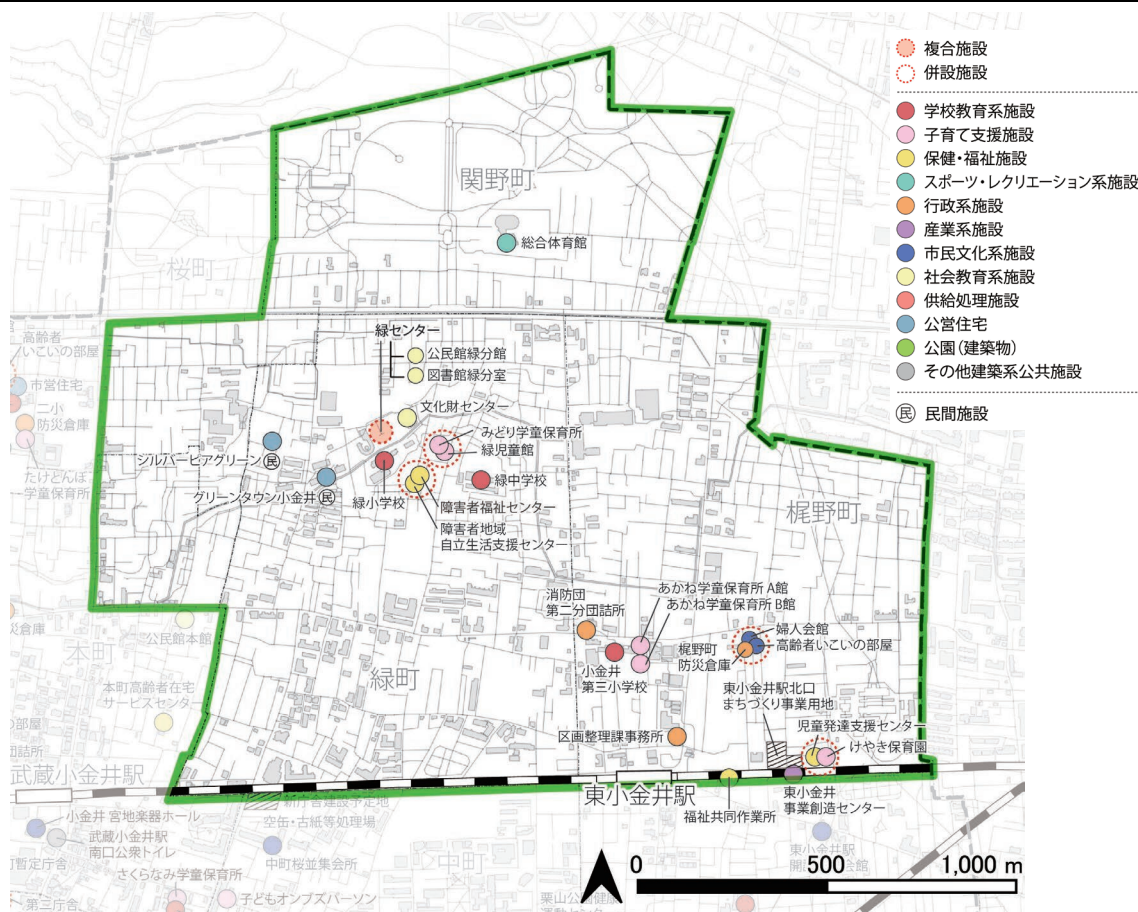 複合施設
併設施設
学校教育系施設
子育て支援施設
保健・福祉施設
スポーツ・レクリエーション系施設
行政系施設
産業系施設
市民文化系施設
社会教育系施設
供給処理施設
公営住宅
公園(建築物)
その他建築系公共施設
民 民間施設
関野町
総合体育館
桜町
緑センター
公民館緑分館
図書館緑分室
高齢者
いこいの部屋
市営住宅
二小
防災倉庫
たけとんぼ
学童保育所
文化財センター
みどり学童保育所
緑児童館
シルバーピアグリーン 民
グリーンタウン小金井 民
緑小学校
緑中学校
障害者福祉センター
障害者地域
自立生活支援センター
梶野町
消防団
第二分団詰所
あかね学童保育所 A館
あかね学童保育所 B館
小金井
第三小学校
梶野町
防災倉庫
婦人会館
高齢者いこいの部屋
公民館本館
緑町
本町高齢者在宅
サービスセンター
東小金井駅北口
まちづくり事業用地
児童発達支援センター
けやき保育園
区画整理課事務所
武蔵小金井駅
東小金井駅
福祉共同作業所
東小金井
事業創造センター
新庁舎建設予定地
空缶・古紙等処理場
小金井 宮地楽器ホール
武蔵小金井駅
南口公衆トイレ
中町桜並集会所
中町
さくらなみ学童保育所
子どもオンブズパーソン
第二庁舎
東小金井駅
0 500 1,000 m